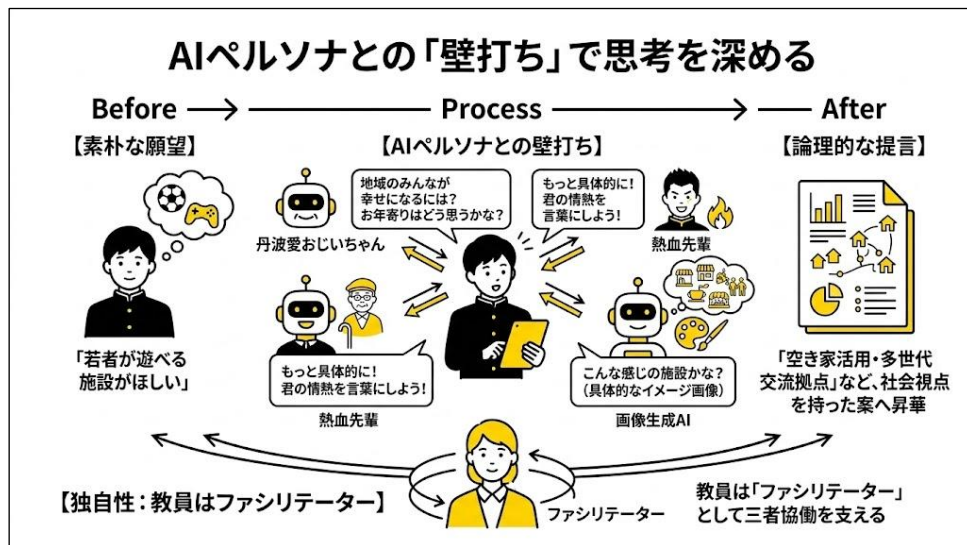 AIペルソナとの「壁打ち」で思考を深める
Before
Process
After
【素朴な願望】
【AIペルソナとの壁打ち】
【論理的な提言】
地域のみんなが
幸せになるには？
お年寄りはどう思うかな？
もっと具体的に！
君の情熱を
言葉にしよう！
丹波愛おじいちゃん
熱血先輩
「若者が遊べる
施設がほしい」
もっと具体的に！
君の情熱を言葉にしよう！
熱血先輩
こんな感じの施設かな？
（具体的なイメージ画像）
画像生成AI
「空き家活用・多世代
交流拠点」など、社会視点
を持った案へ昇華
【独自性：教員はファシリテーター】
ファシリテーター
教員は「ファシリテーター」
として三者協働を支える